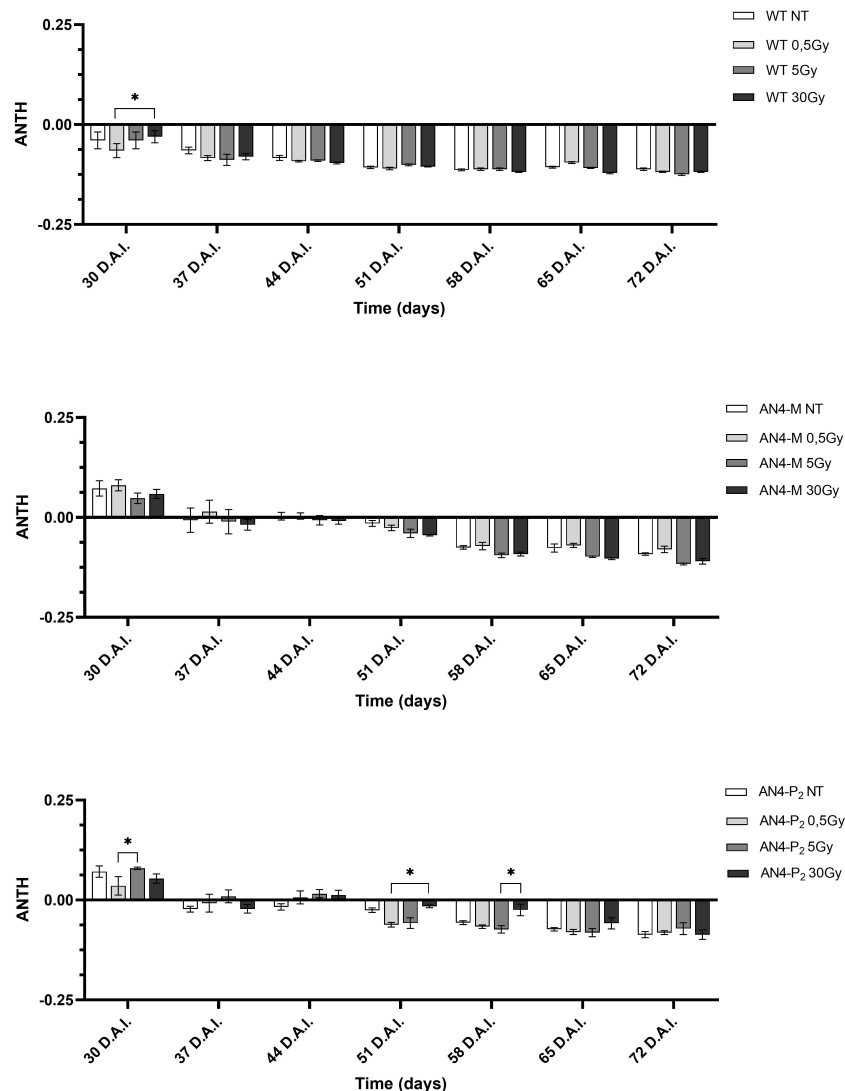 WT NT
WT 0,5Gy
WT 5Gy
WT 30Gy
0.25
*
ANTH
0.00
-0.25
30 D.A.I.
37 D.A.I.
44 D.A.I.
51 D.A.I.
58 D.A.I.
65 D.A.I.
72 D.A.I.
Time (days)
AN4-M NT
AN4-M 0,5Gy
AN4-M 5Gy
AN4-M 30Gy
0.25
ANTH
0.00
-0.25
30 D.A.I.
37 D.A.I.
44 D.A.I.
51 D.A.I.
58 D.A.I.
65 D.A.I.
72 D.A.I.
Time (days)
AN4-P2 NT
AN4-P2 0,5Gy
AN4-P2 5Gy
AN4-P2 30Gy
0.25
*
*
*
ANTH
0.00
-0.25
30 D.A.I.
37 D.A.I.
44 D.A.I.
51 D.A.I.
58 D.A.I.
65 D.A.I.
72 D.A.I.
Time (days)